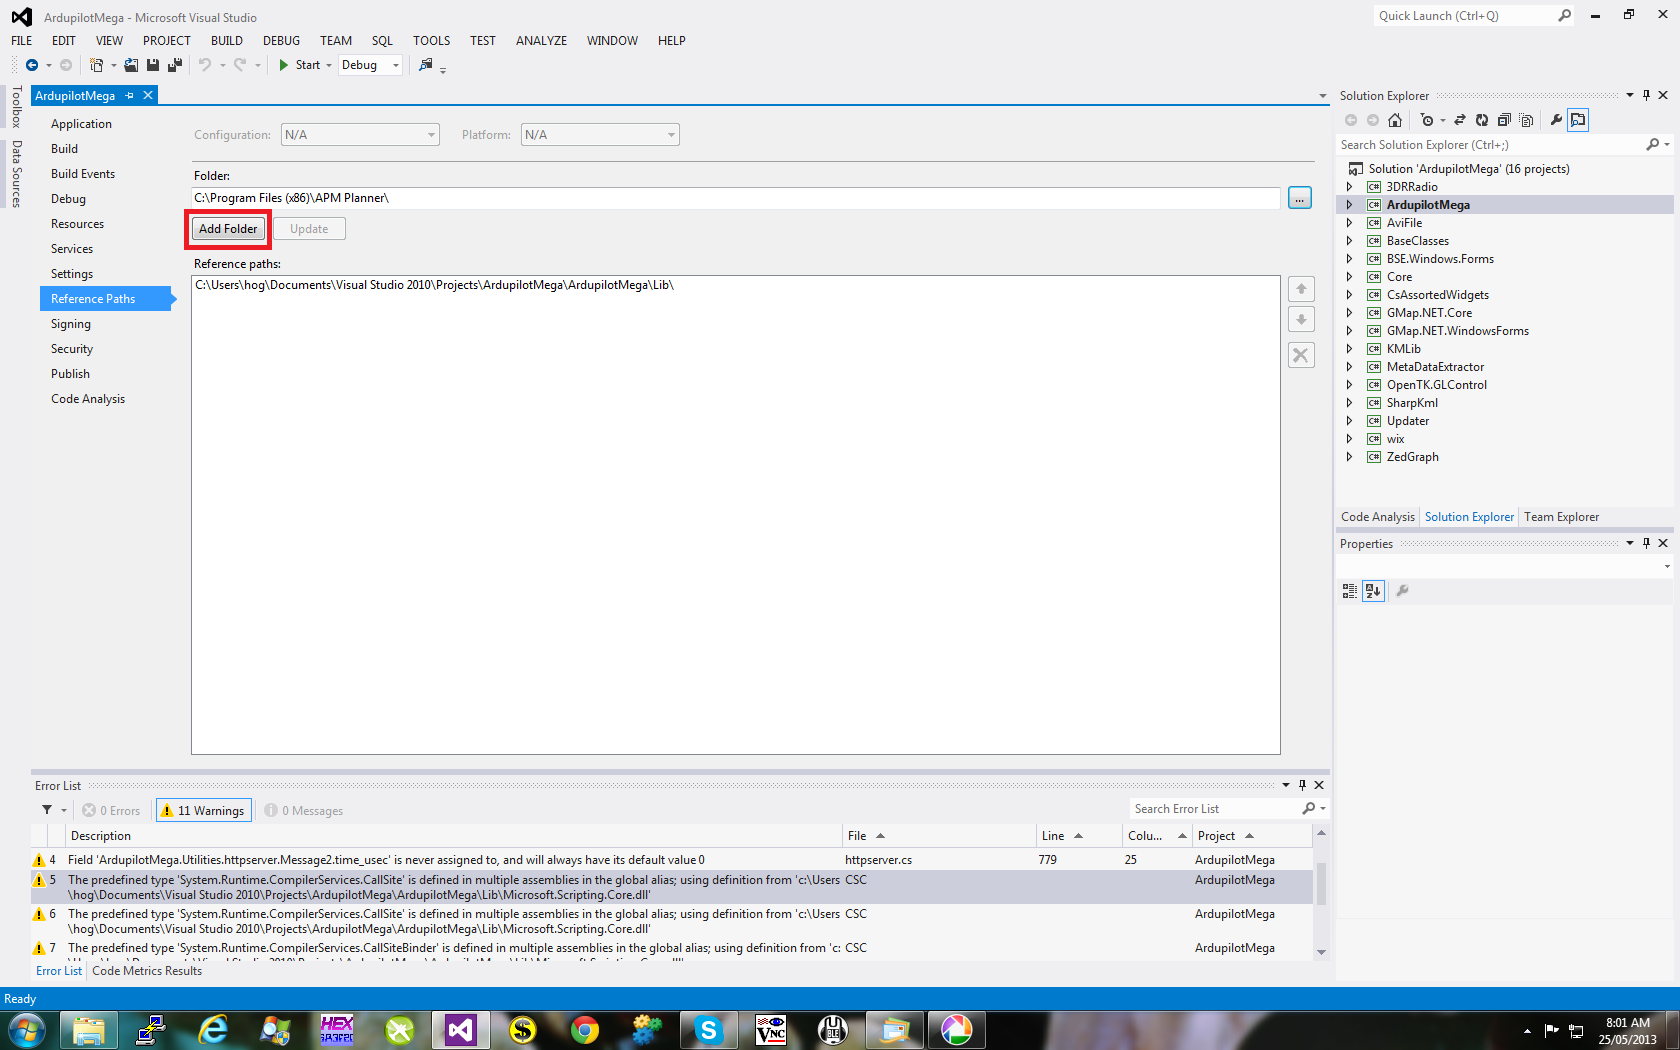 ArdupilotMega - Microsoft Visual Studio
Quick Launch (Ctrl+Q)
FILE EDIT VIEW PROJECT BUILD DEBUG TEAM SQL TOOLS TEST ANALYZE WINDOW HELP
Start Debug
Toolbox
Data Sources
ArdupilotMega
Application
Build
Build Events
Debug
Resources
Services
Settings
Reference Paths
Signing
Security
Publish
Code Analysis
Configuration: N/A Platform: N/A
Folder:
C:\Program Files (x86)\APM Planner\
...
Add Folder Update
Reference paths:
C:\Users\hog\Documents\Visual Studio 2010\Projects\ArdupilotMega\ArdupilotMega\Lib\
Solution Explorer
Search Solution Explorer (Ctrl+;)
Solution 'ArdupilotMega' (16 projects)
C# 3DRRadio
C# ArdupilotMega
C# AviFile
C# BaseClasses
C# BSE.Windows.Forms
C# Core
C# CsAssortedWidgets
C# GMap.NET.Core
C# GMap.NET.WindowsForms
C# KMLib
C# MetaDataExtractor
C# OpenTK.GLControl
C# SharpKml
C# Updater
C# wix
C# ZedGraph
Code Analysis Solution Explorer Team Explorer
Properties
Error List
0 Errors 11 Warnings 0 Messages
Search Error List
Description File Line Colu... Project
4 Field 'ArdupilotMega.Utilities.httpserver.Message2.time_usec' is never assigned to, and will always have its default value 0 httpserver.cs 779 25 ArdupilotMega
5 The predefined type 'System.Runtime.CompilerServices.CallSite' is defined in multiple assemblies in the global alias; using definition from 'c:\Users CSC ArdupilotMega
\hog\Documents\Visual Studio 2010\Projects\ArdupilotMega\ArdupilotMega\Lib\Microsoft.Scripting.Core.dll'
6 The predefined type 'System.Runtime.CompilerServices.CallSite' is defined in multiple assemblies in the global alias; using definition from 'c:\Users CSC ArdupilotMega
\hog\Documents\Visual Studio 2010\Projects\ArdupilotMega\ArdupilotMega\Lib\Microsoft.Scripting.Core.dll'
7 The predefined type 'System.Runtime.CompilerServices.CallSiteBinder' is defined in multiple assemblies in the global alias; using definition from 'c: CSC ArdupilotMega
Error List Code Metrics Results
Ready
HEX
VNC
8:01 AM
25/05/2013